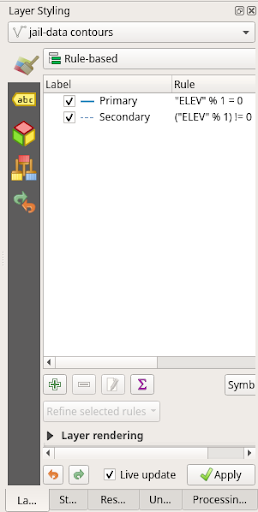 Layer Styling
jail-data contours
Rule-based
Label Rule
Primary "ELEV" % 1 = 0
Secondary ("ELEV" % 1) != 0
abc
Symb
Refine selected rules
Layer rendering
Live update Apply
La... St... Res... Un... Processin...